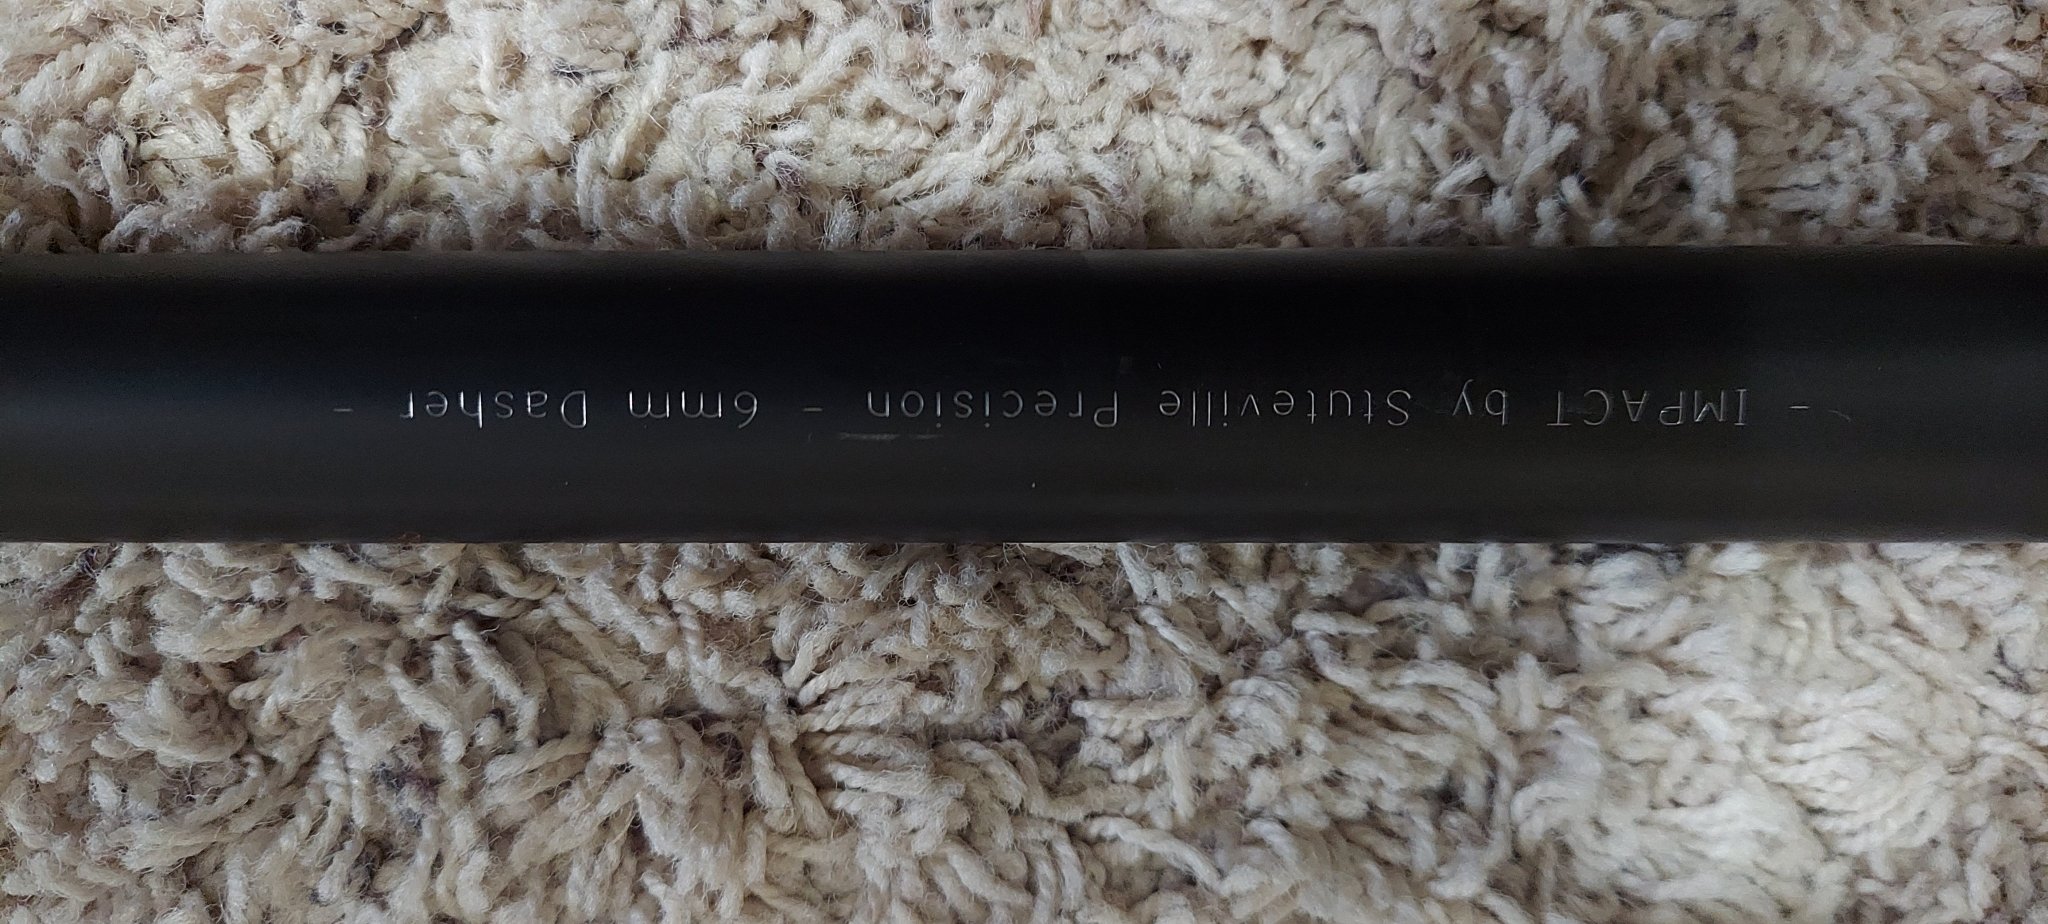 - IMPACT by Stuteville Precision - 6mm Dasher -